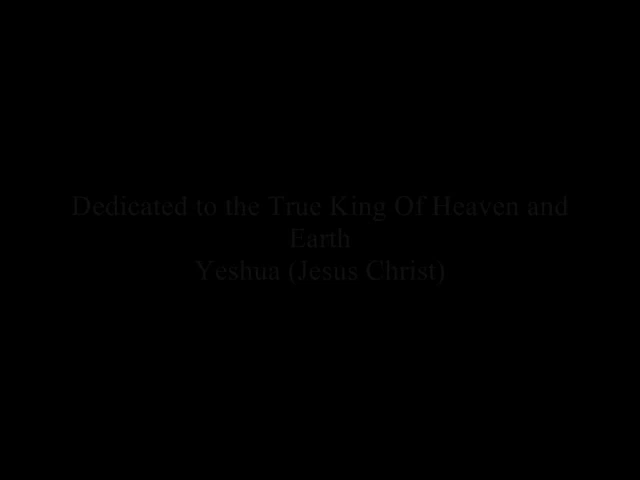 Dedicated to the True King Of Heaven and
Earth
Yeshua (Jesus Christ)